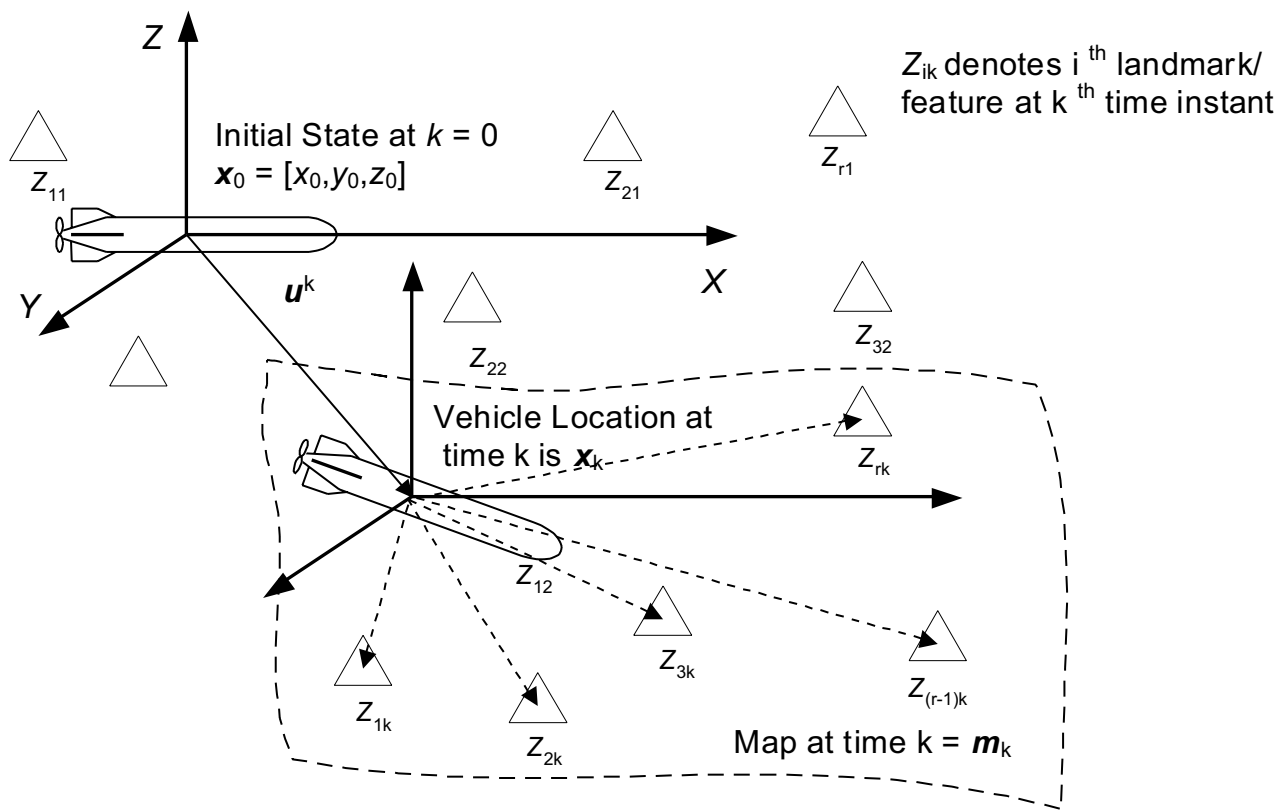 Z
Z_ik denotes i ^th landmark/
feature at k ^th time instant
Initial State at k = 0
x_0 = [x_0,y_0,z_0]
Z_11
Z_21
Z_r1
X
Y
u^k
Z_22
Z_32
Vehicle Location at
time k is x_k
Z_rk
Z_12
Z_3k
Z_(r-1)k
Z_1k
Z_2k
Map at time k = m_k